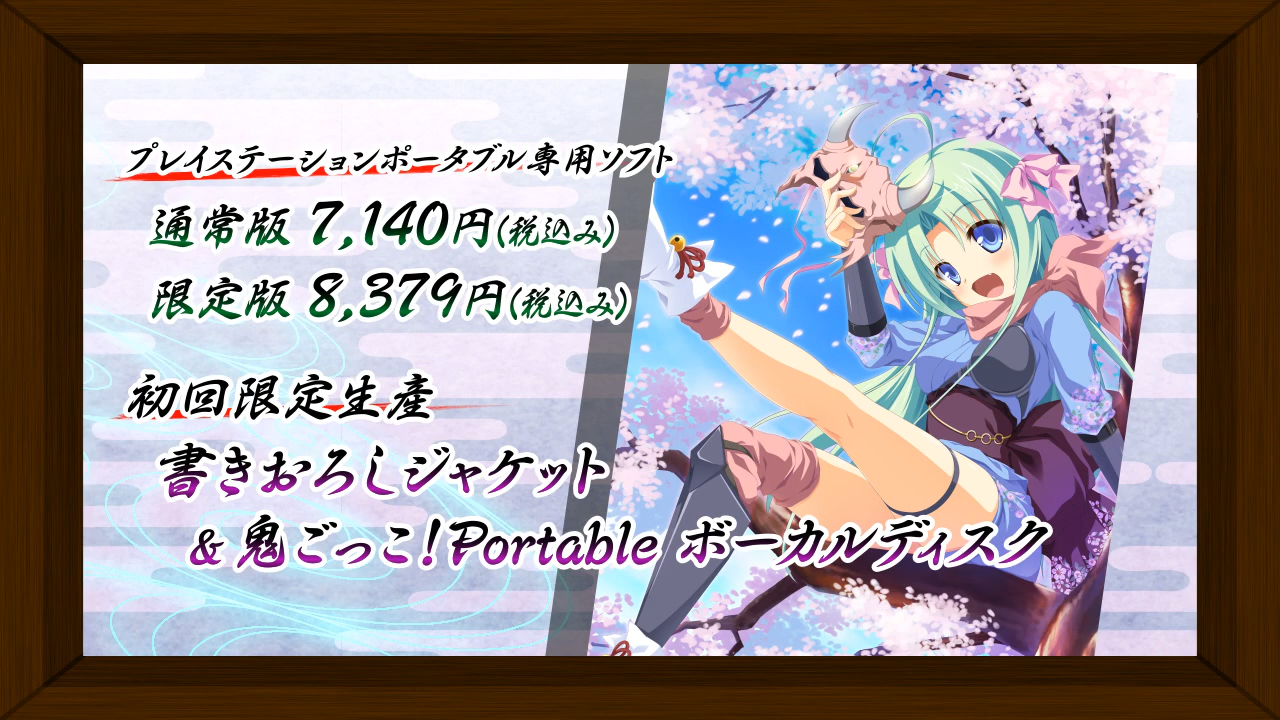 プレイステーションポータブル専用ソフト
通常版 7,140円(税込み)
限定版 8,379円(税込み)
初回限定生産
書きおろしジャケット
&鬼ごっこ!Portable ボーカルディスク